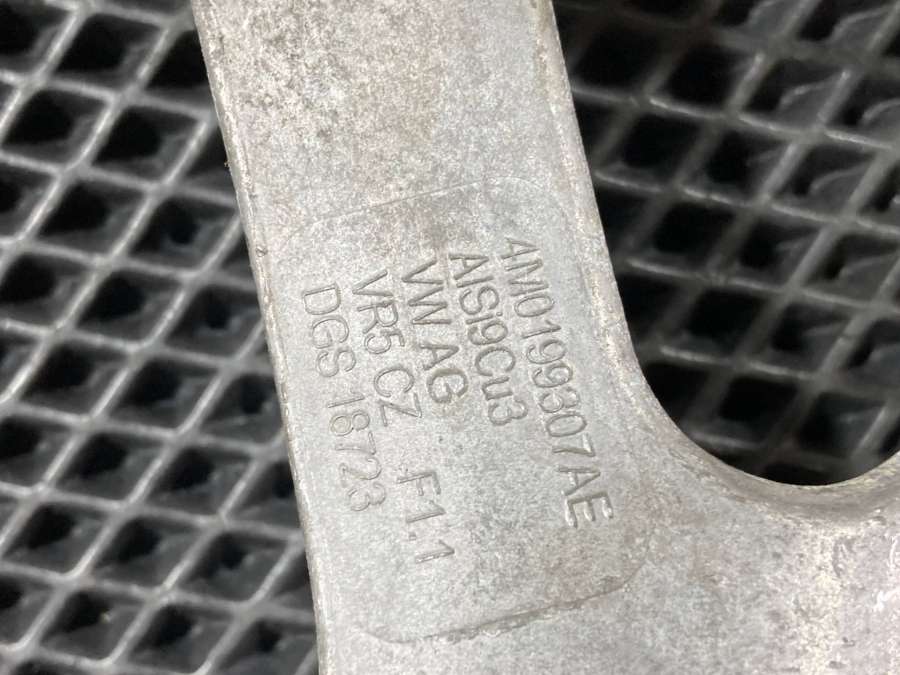 4M0199307AE
AlSi9Cu3
VW AG
VR5 CZ F1.1
DGS 18723